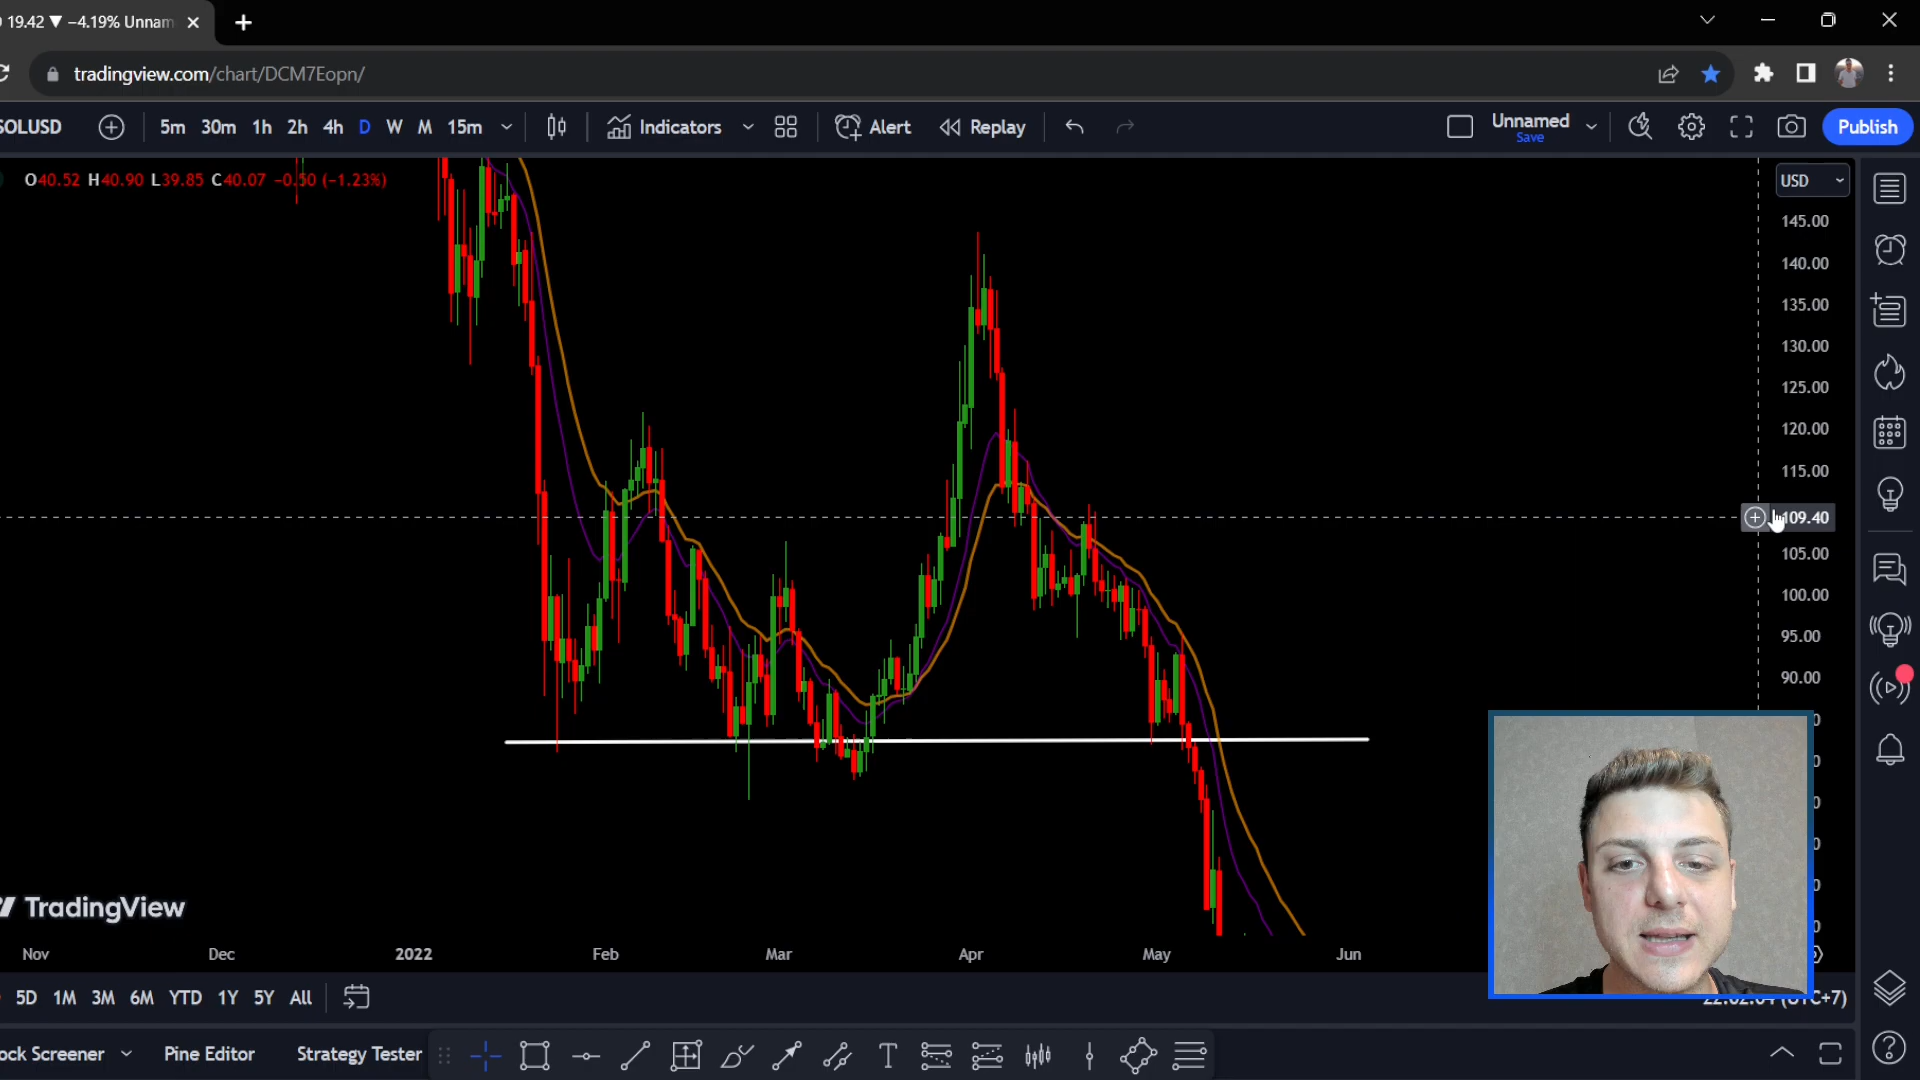 19.42 ▼ −4.19% Unnam
tradingview.com/chart/DCM7Eopn/
SOLUSD 5m 30m 1h 2h 4h D W M 15m Indicators Alert Replay Unnamed Save Publish
O40.52 H40.90 L39.85 C40.07 −0.50 (−1.23%)
USD
145.00
140.00
135.00
130.00
125.00
120.00
115.00
109.40
105.00
100.00
95.00
90.00
TradingView
Nov Dec 2022 Feb Mar Apr May Jun
5D 1M 3M 6M YTD 1Y 5Y All
ock Screener Pine Editor Strategy Tester